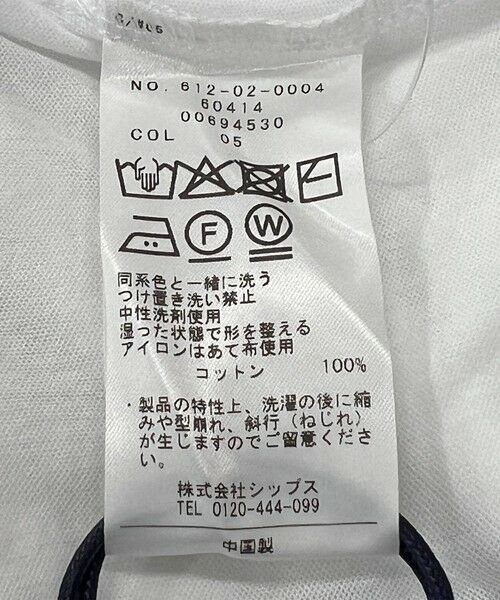 NO. 612-02-0004
60414
00694530
COL 05
F
W
同系色と一緒に洗う
つけ置き洗い禁止
中性洗剤使用
湿った状態で形を整える
アイロンはあて布使用
コットン 100%
・製品の特性上、洗濯の後に縮
みや型崩れ、斜行(ねじれ)
が生じますのでご留意くださ
い。
株式会社シップス
TEL 0120-444-099
中国製